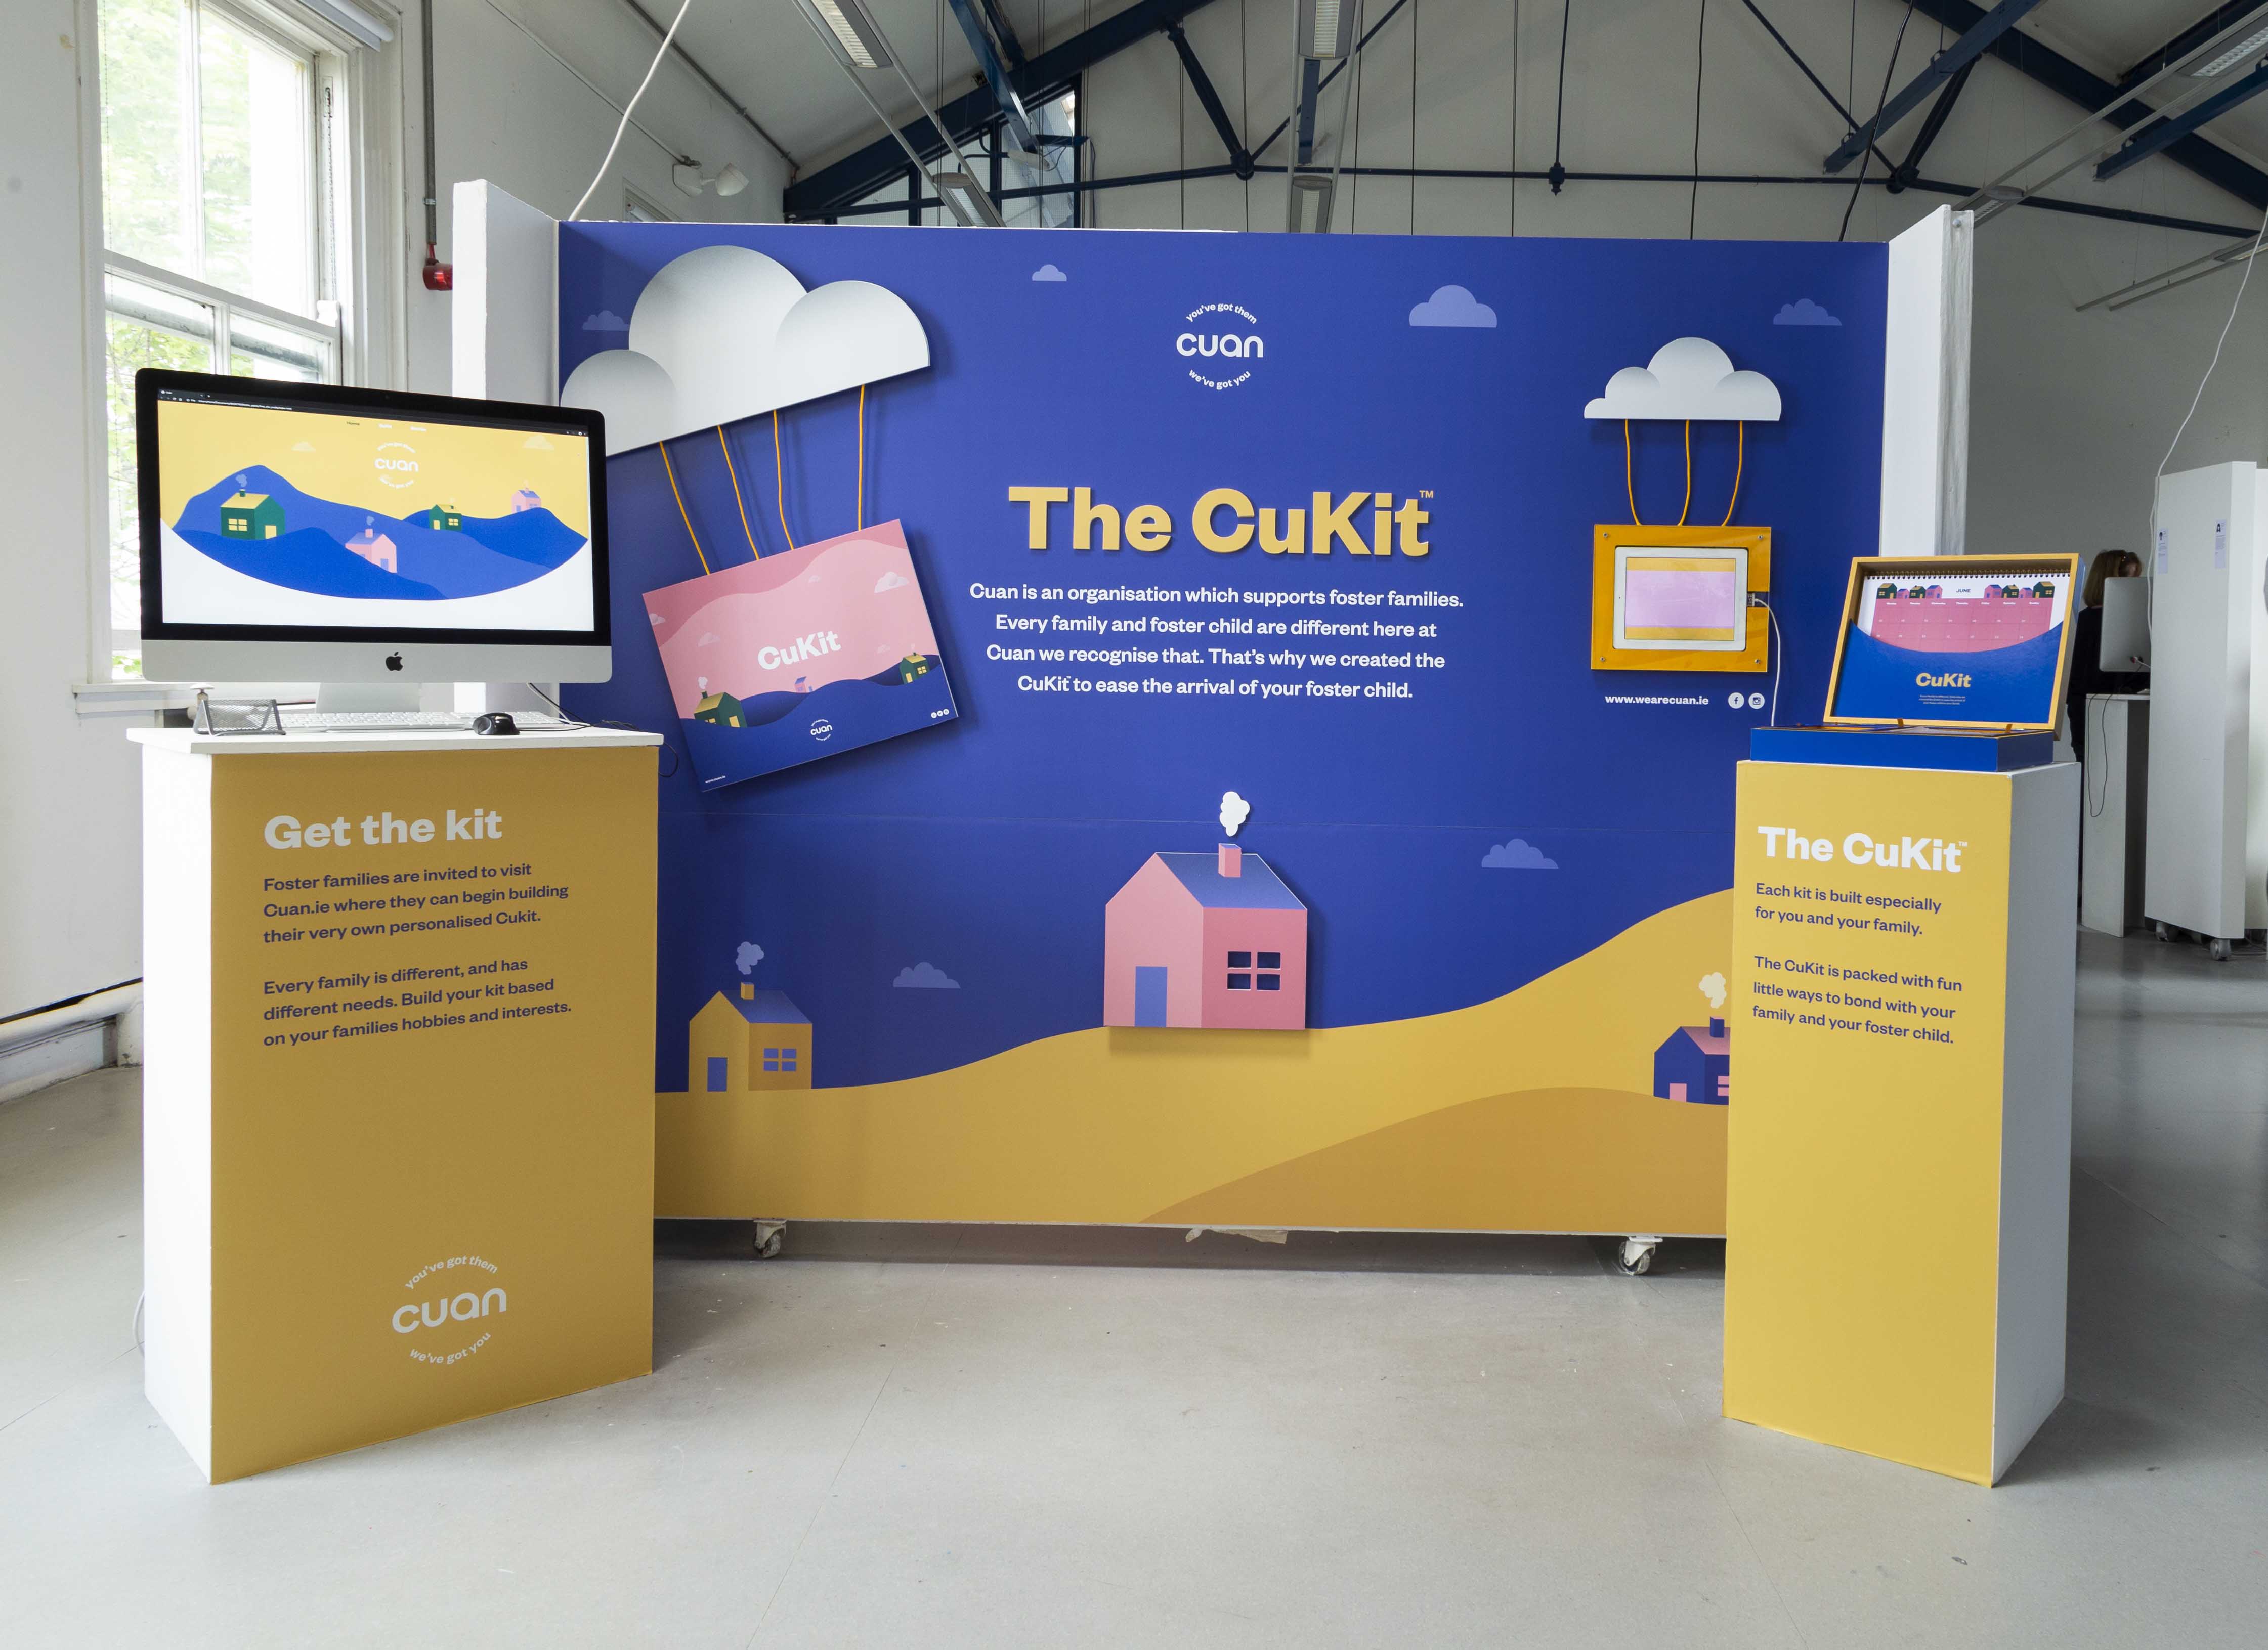 you've got them
cuan
we've got you
The CuKit™
Cuan is an organisation which supports foster families.
Every family and foster child are different here at
Cuan we recognise that. That's why we created the
CuKit™ to ease the arrival of your foster child.
CuKit
cuan
www.wearecuan.ie
cuan
Get the kit
Foster families are invited to visit
Cuan.ie where they can begin building
their very own personalised Cukit.
Every family is different, and has
different needs. Build your kit based
on your families hobbies and interests.
you've got them
cuan
we've got you
JUNE
CuKit
The CuKit™
Each kit is built especially
for you and your family.
The CuKit is packed with fun
little ways to bond with your
family and your foster child.